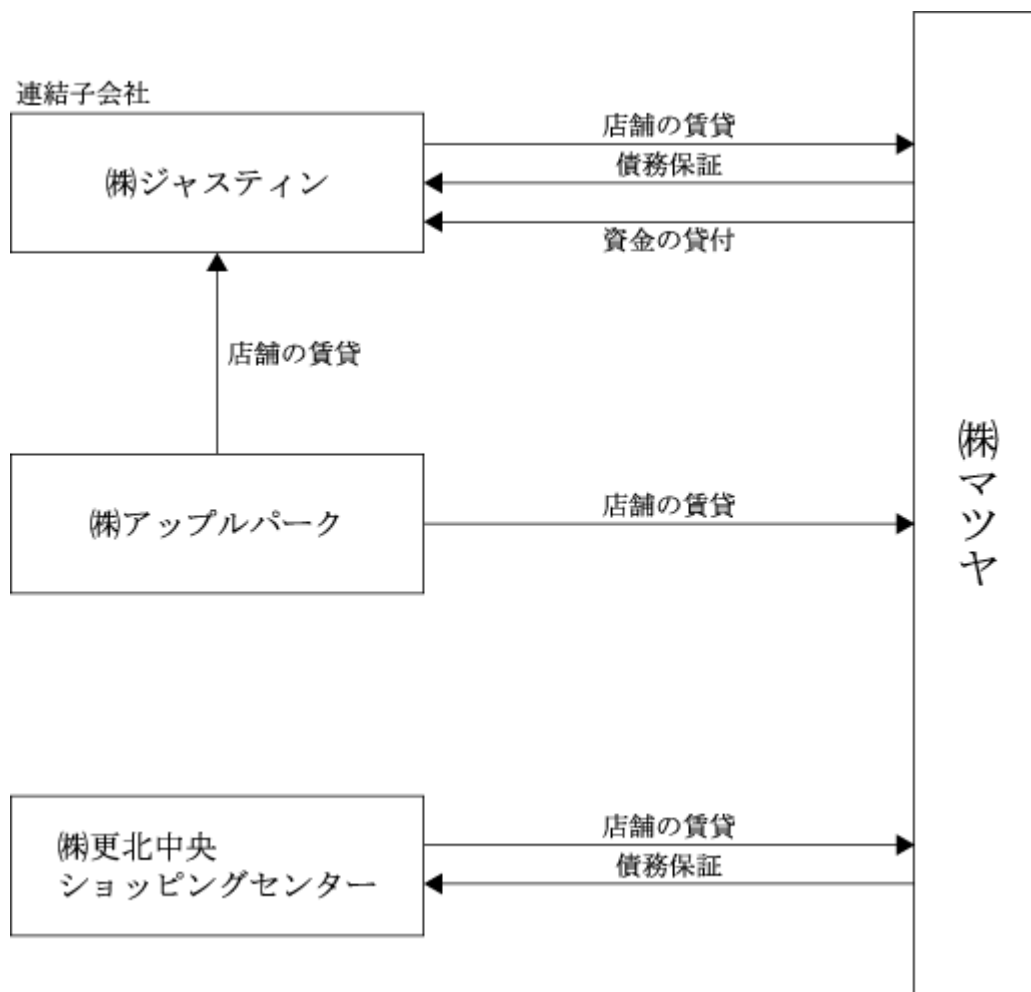 連結子会社
㈱ジャスティン
店舗の賃貸
債務保証
資金の貸付
店舗の賃貸
㈱アップルパーク
店舗の賃貸
㈱マツヤ
㈱更北中央
ショッピングセンター
店舗の賃貸
債務保証